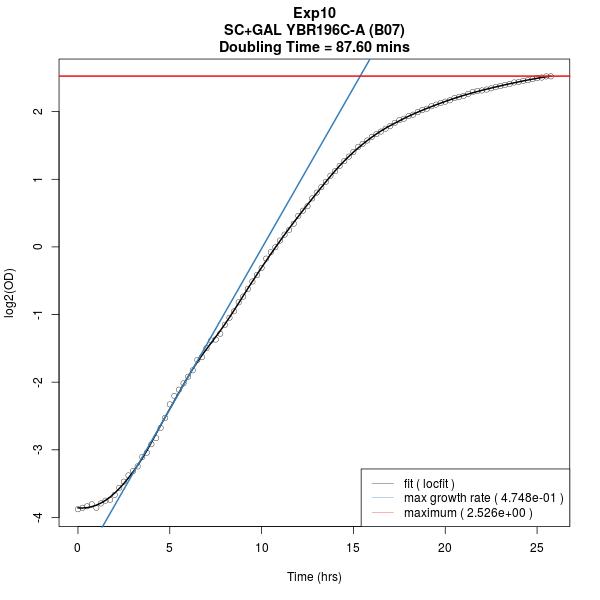 Exp10
SC+GAL YBR196C-A (B07)
Doubling Time = 87.60 mins
log2(OD)
2
1
0
-1
-2
-3
-4
fit ( locfit )
max growth rate ( 4.748e-01 )
maximum ( 2.526e+00 )
0 5 10 15 20 25
Time (hrs)